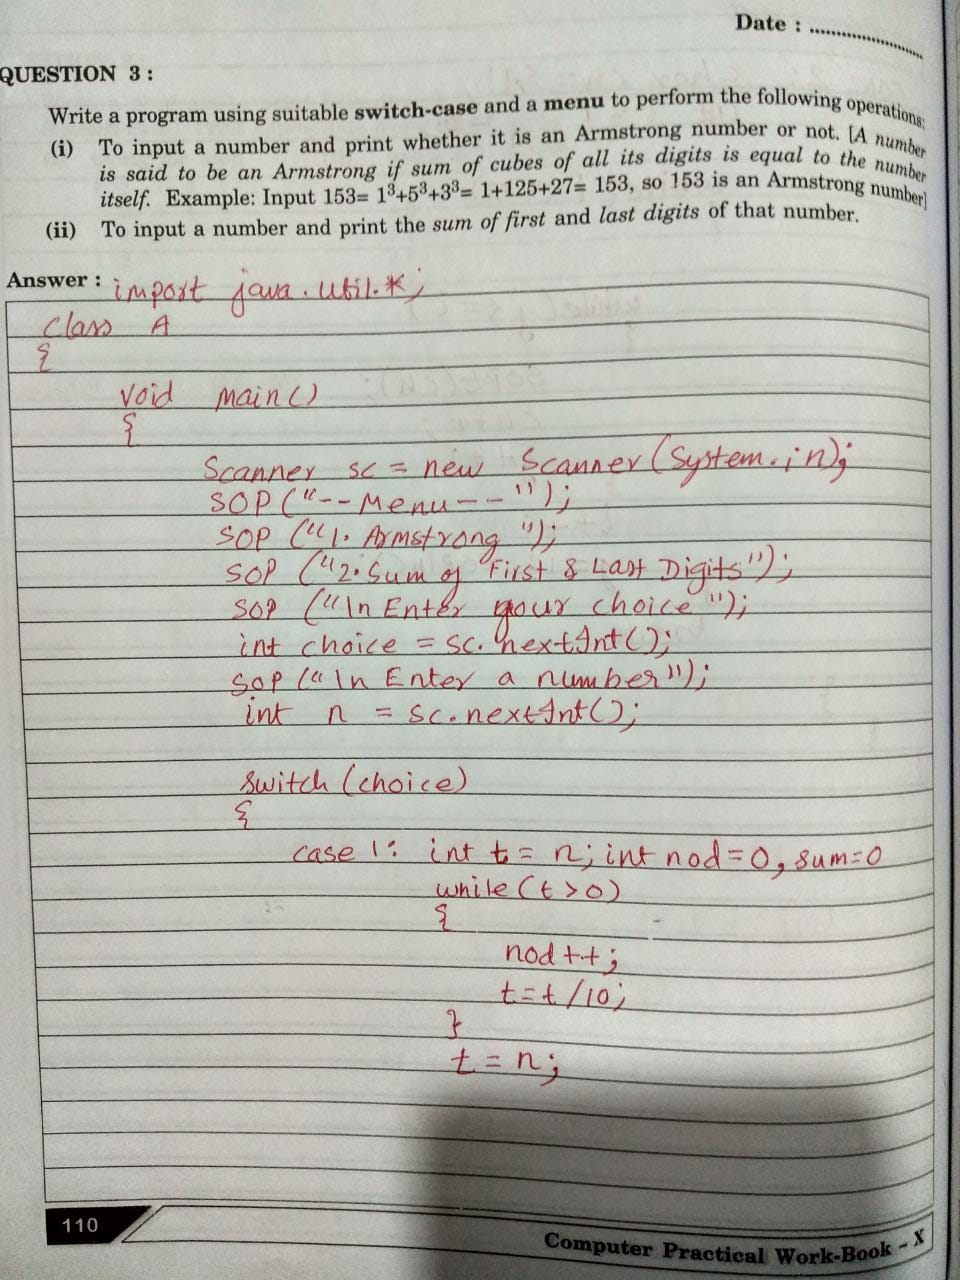 Date : ....................
QUESTION 3 :
Write a program using suitable switch-case and a menu to perform the following operations:
(i) To input a number and print whether it is an Armstrong number or not. [A number
is said to be an Armstrong if sum of cubes of all its digits is equal to the number
itself. Example: Input 153= 1³+5³+3³= 1+125+27= 153, so 153 is an Armstrong number]
(ii) To input a number and print the sum of first and last digits of that number.
Answer : import java.util.*;
class A
{
void main()
{
Scanner sc = new Scanner(System.in);
SOP("--Menu--");
SOP ("1. Armstrong");
SOP ("2. Sum of First & Last Digits");
SOP ("\n Enter your choice");
int choice = sc.nextInt();
SOP ("\n Enter a number");
int n = sc.nextInt();
switch (choice)
{
case 1: int t = n; int nod=0, sum=0
while (t>0)
{
nod++;
t=t/10;
}
t = n;
110
Computer Practical Work-Book - X